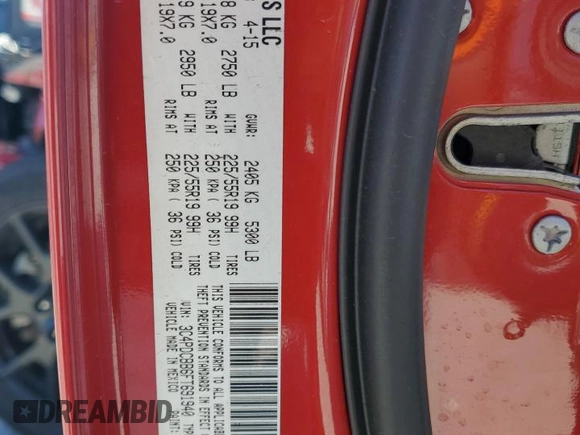 S LLC
4-15 GVWR: 2405 KG 5300 LB
8 KG 2750 LB WITH 225/55R19 99H TIRES
19X7.0 RIMS AT 250 KPA ( 36 PSI) COLD
9 KG 2950 LB WITH 225/55R19 99H TIRES
19X7.0 RIMS AT 250 KPA ( 36 PSI) COLD
THIS VEHICLE CONFORMS TO ALL APPLICAB
THEFT PREVENTION STANDARDS IN EFFECT
VIN: 3C4PDCBB6FT691940
VEHICLE MADE IN MEXICO
DREAMBID